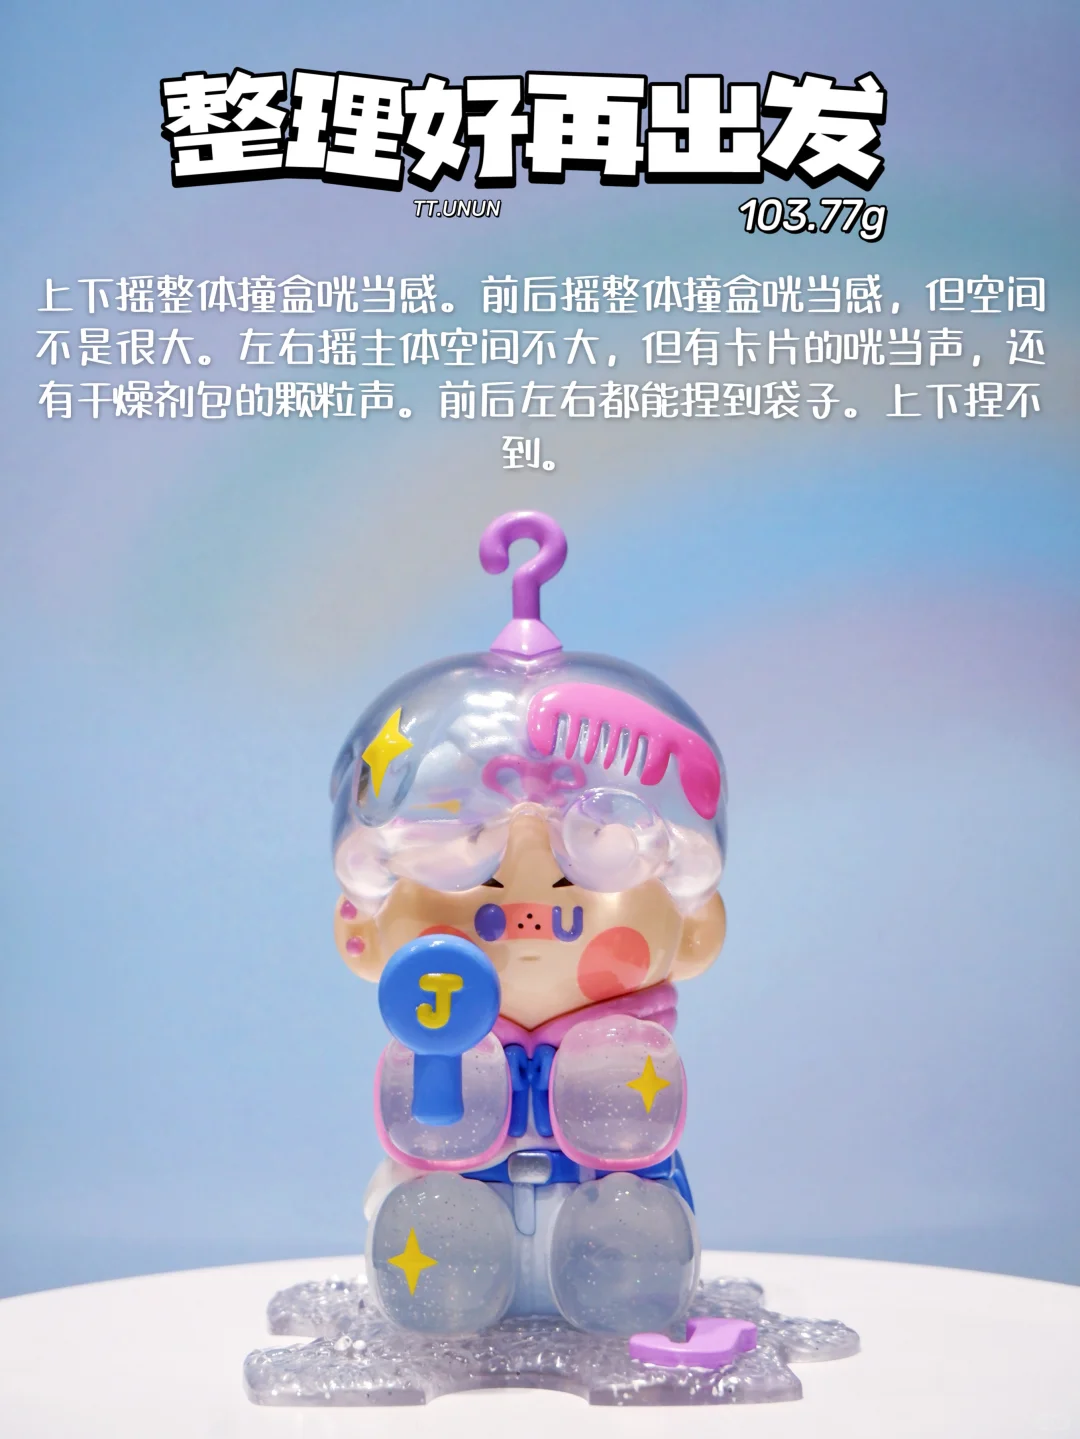 整理好再出发
TT.UNUN
103.77g
上下摇整体撞盒咣当感。前后摇整体撞盒咣当感，但空间
不是很大。左右摇主体空间不大，但有卡片的咣当声，还
有干燥剂包的颗粒声。前后左右都能捏到袋子。上下捏不
到。
J
U